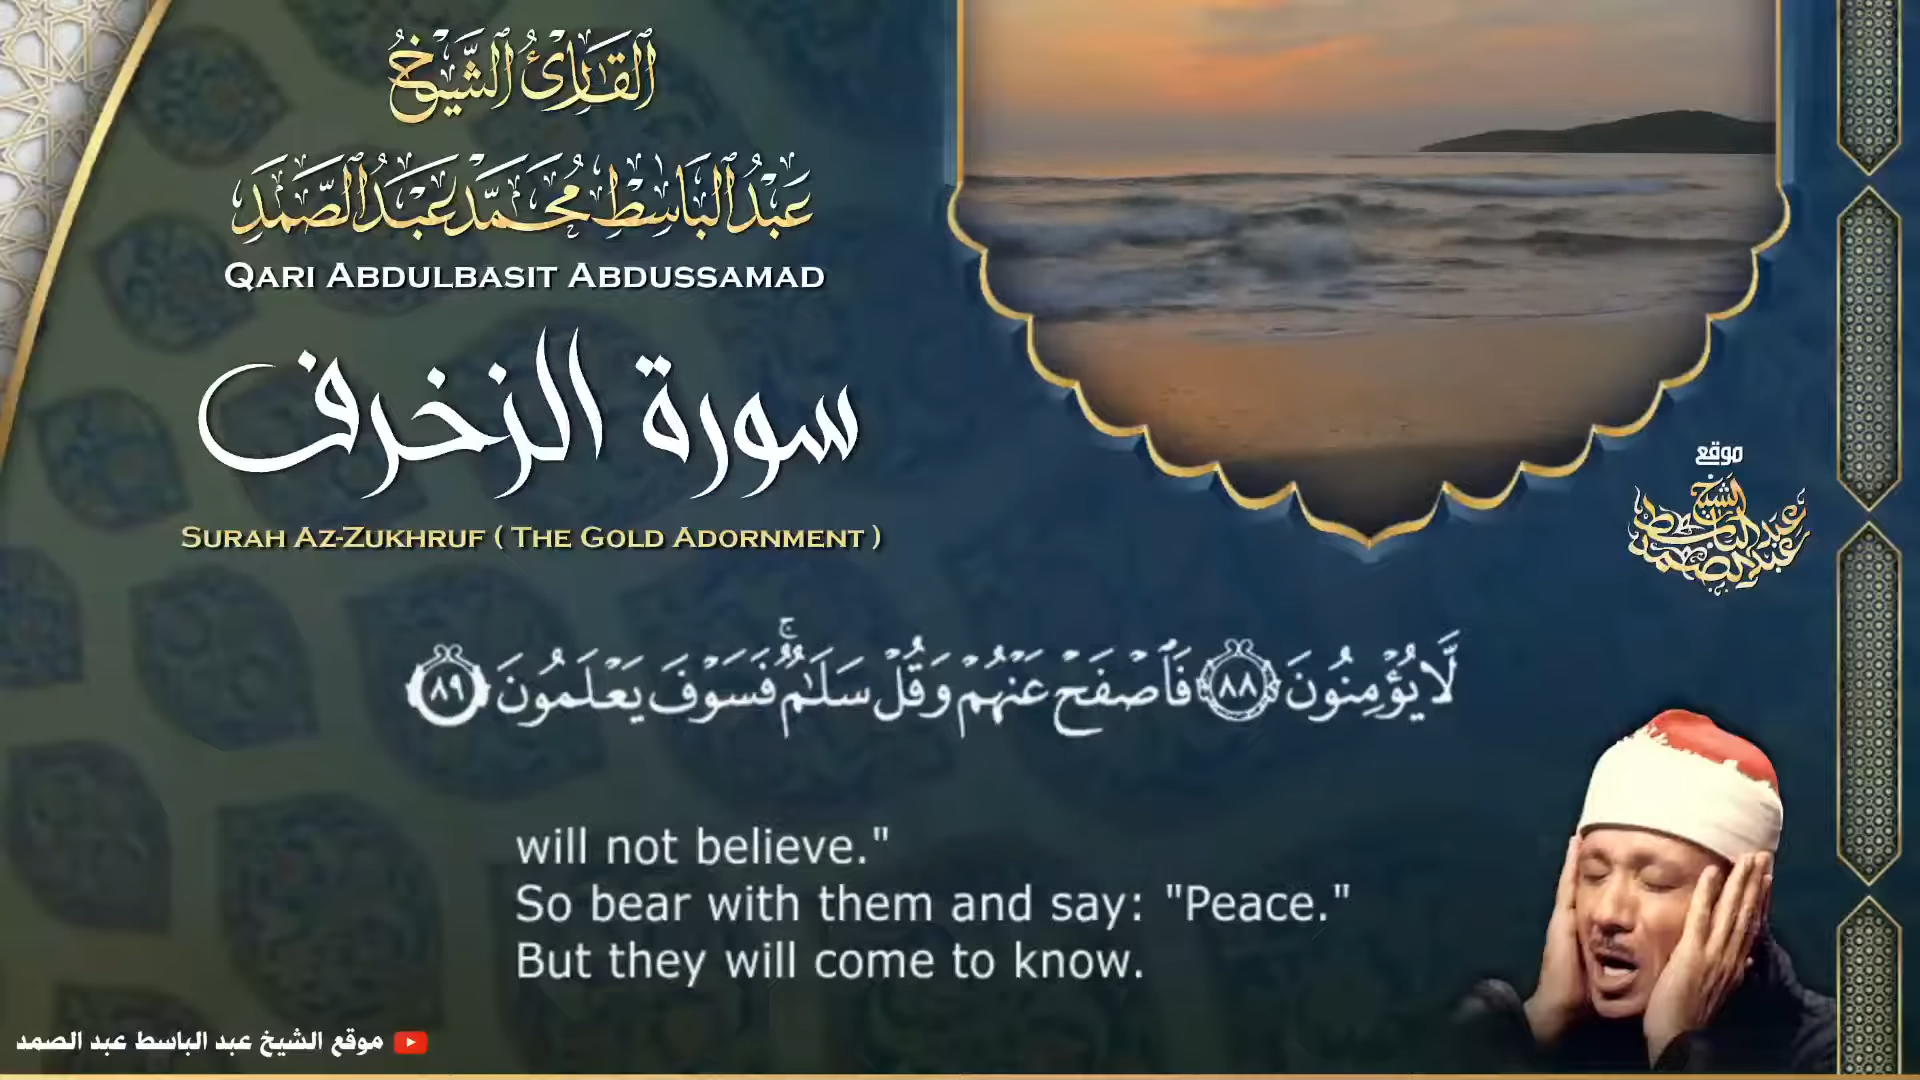 القارئ الشيخ
عبد الباسط محمد عبد الصمد
QARI ABDULBASIT ABDUSSAMAD
سورة الزخرف
SURAH AZ-ZUKHRUF ( THE GOLD ADORNMENT )
موقع
الشيخ
عبد الباسط
عبد الصمد
لَّا يُؤْمِنُونَ ٨٨ فَٱصْفَحْ عَنْهُمْ وَقُلْ سَلَٰمٌۚ فَسَوْفَ يَعْلَمُونَ ٨٩
will not believe."
So bear with them and say: "Peace."
But they will come to know.
موقع الشيخ عبد الباسط عبد الصمد